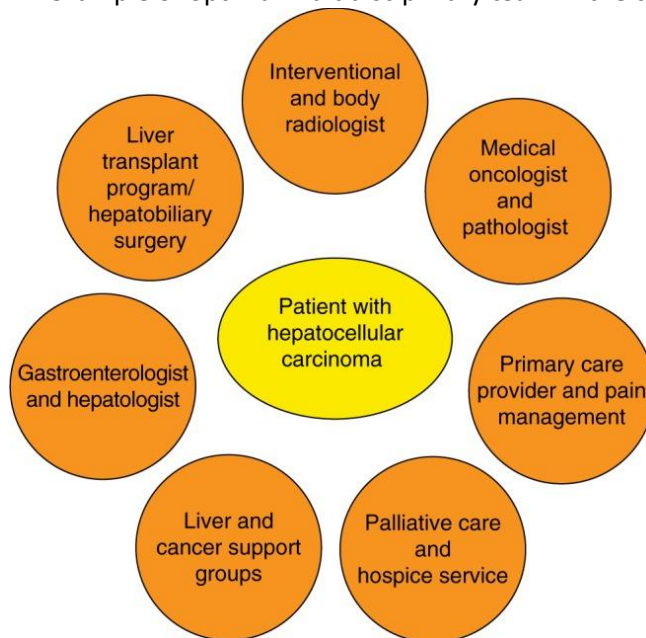 Interventional
and body
radiologist
Liver
transplant
program/
hepatobiliary
surgery
Medical
oncologist
and
pathologist
Patient with
hepatocellular
carcinoma
Gastroenterologist
and hepatologist
Primary care
provider and pain
management
Liver and
cancer support
groups
Palliative care
and
hospice service